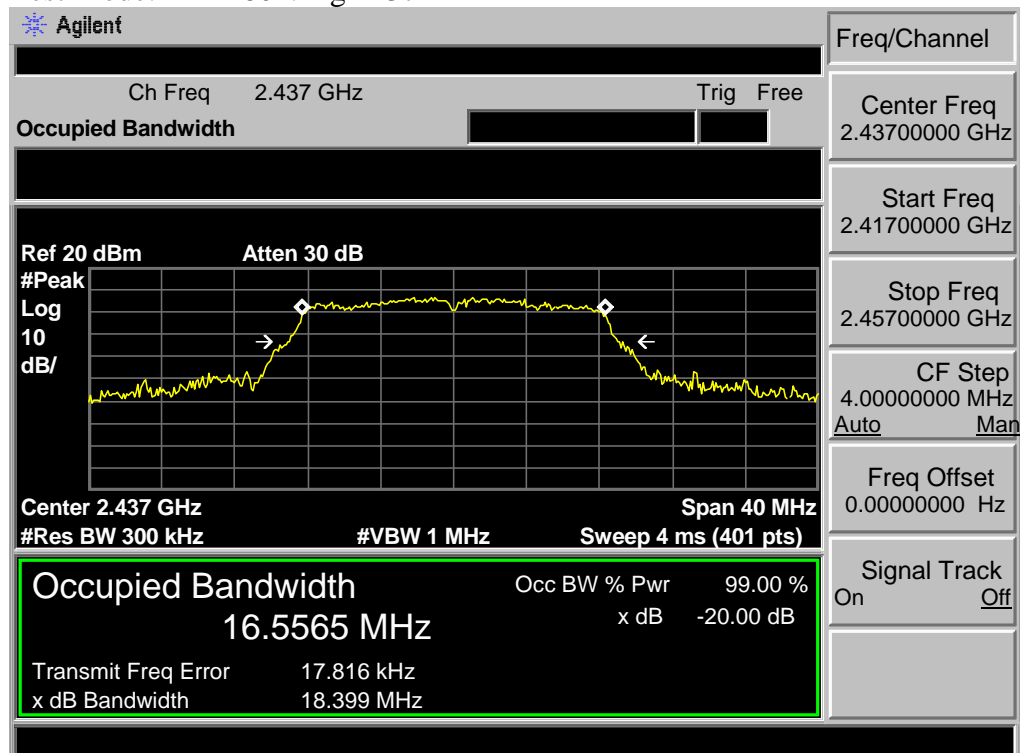 Agilent
Freq/Channel
Ch Freq 2.437 GHz Trig Free
Occupied Bandwidth
Center Freq
2.43700000 GHz
Start Freq
2.41700000 GHz
Ref 20 dBm Atten 30 dB
#Peak
Log
10
dB/
Stop Freq
2.45700000 GHz
CF Step
4.00000000 MHz
Auto Man
Freq Offset
0.00000000 Hz
Center 2.437 GHz Span 40 MHz
#Res BW 300 kHz #VBW 1 MHz Sweep 4 ms (401 pts)
Signal Track
On Off
Occupied Bandwidth Occ BW % Pwr 99.00 %
16.5565 MHz x dB -20.00 dB
Transmit Freq Error 17.816 kHz
x dB Bandwidth 18.399 MHz